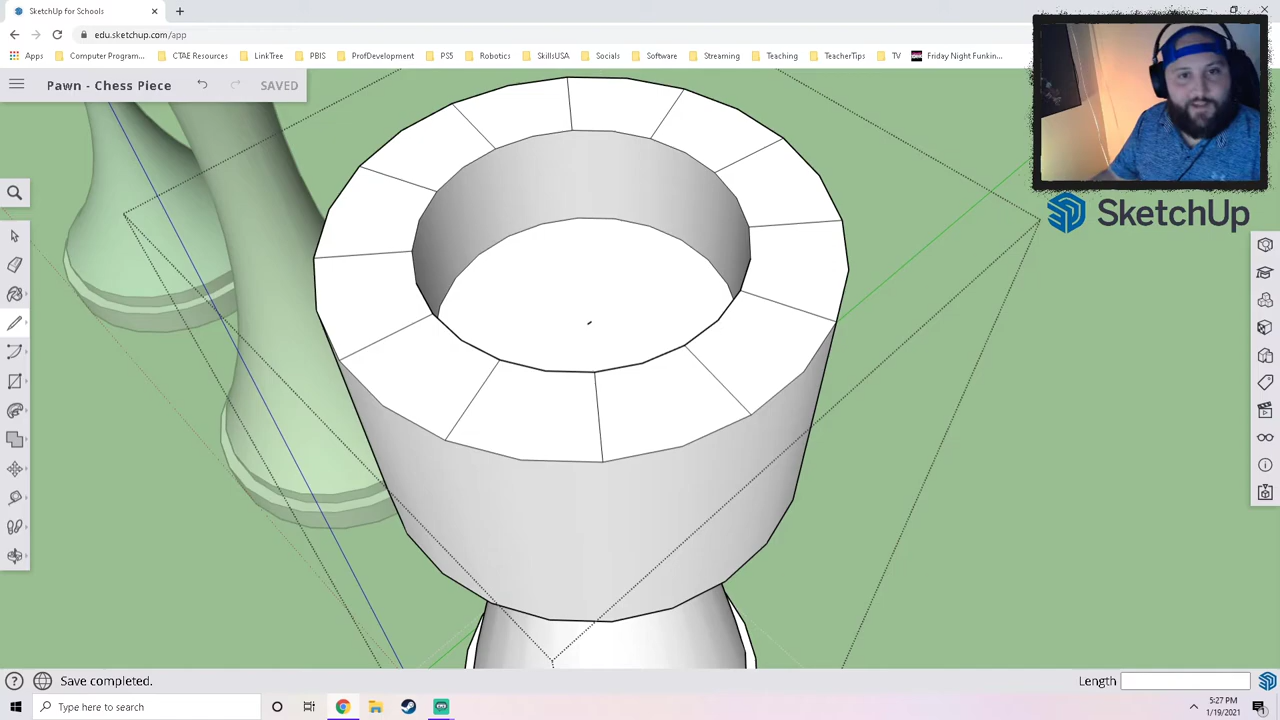 SketchUp for Schools
edu.sketchup.com/app
Apps
Computer Program...
CTAE Resources
LinkTree
PBIS
ProfDevelopment
PS5
Robotics
SkillsUSA
Socials
Software
Streaming
Teaching
TeacherTips
TV
Friday Night Funkin...
Pawn - Chess Piece
SAVED
SketchUp
Save completed.
Length
Type here to search
5:27 PM
1/19/2021